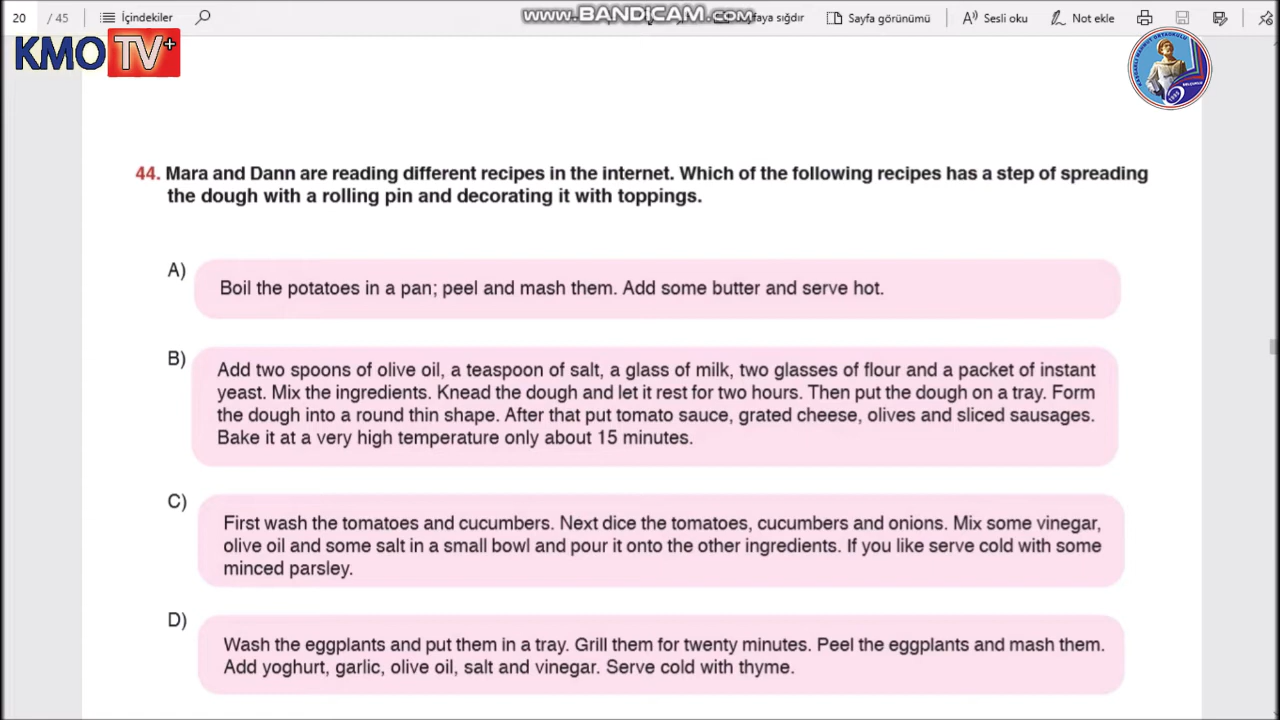 20 / 45 İçindekiler www.BANDICAM.com Sayfa görünümü Sesli oku Not ekle
KMO TV+
44. Mara and Dann are reading different recipes in the internet. Which of the following recipes has a step of spreading
the dough with a rolling pin and decorating it with toppings.
A)
Boil the potatoes in a pan; peel and mash them. Add some butter and serve hot.
B)
Add two spoons of olive oil, a teaspoon of salt, a glass of milk, two glasses of flour and a packet of instant
yeast. Mix the ingredients. Knead the dough and let it rest for two hours. Then put the dough on a tray. Form
the dough into a round thin shape. After that put tomato sauce, grated cheese, olives and sliced sausages.
Bake it at a very high temperature only about 15 minutes.
C)
First wash the tomatoes and cucumbers. Next dice the tomatoes, cucumbers and onions. Mix some vinegar,
olive oil and some salt in a small bowl and pour it onto the other ingredients. If you like serve cold with some
minced parsley.
D)
Wash the eggplants and put them in a tray. Grill them for twenty minutes. Peel the eggplants and mash them.
Add yoghurt, garlic, olive oil, salt and vinegar. Serve cold with thyme.